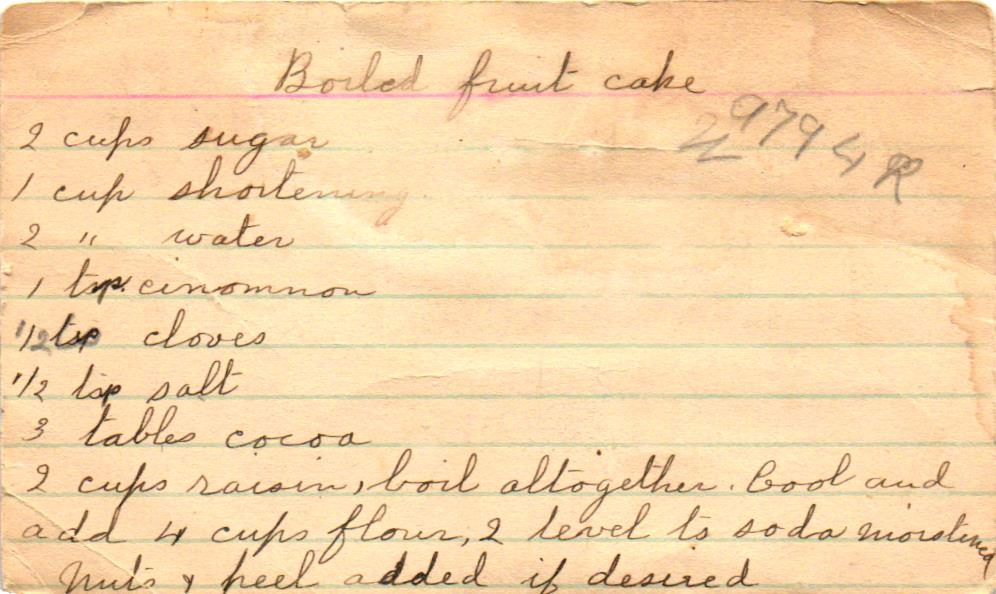 Boiled fruit cake
21 9794 R
2 cups sugar
1 cup shortening
2 " water
1 tsp. cinomnon
1/2 tsp cloves
1/2 tsp salt
3 tables cocoa
2 cups raisin, boil altogether. Cool and
add 4 cups flour, 2 level ts soda moistened
Nuts & peel added if desired